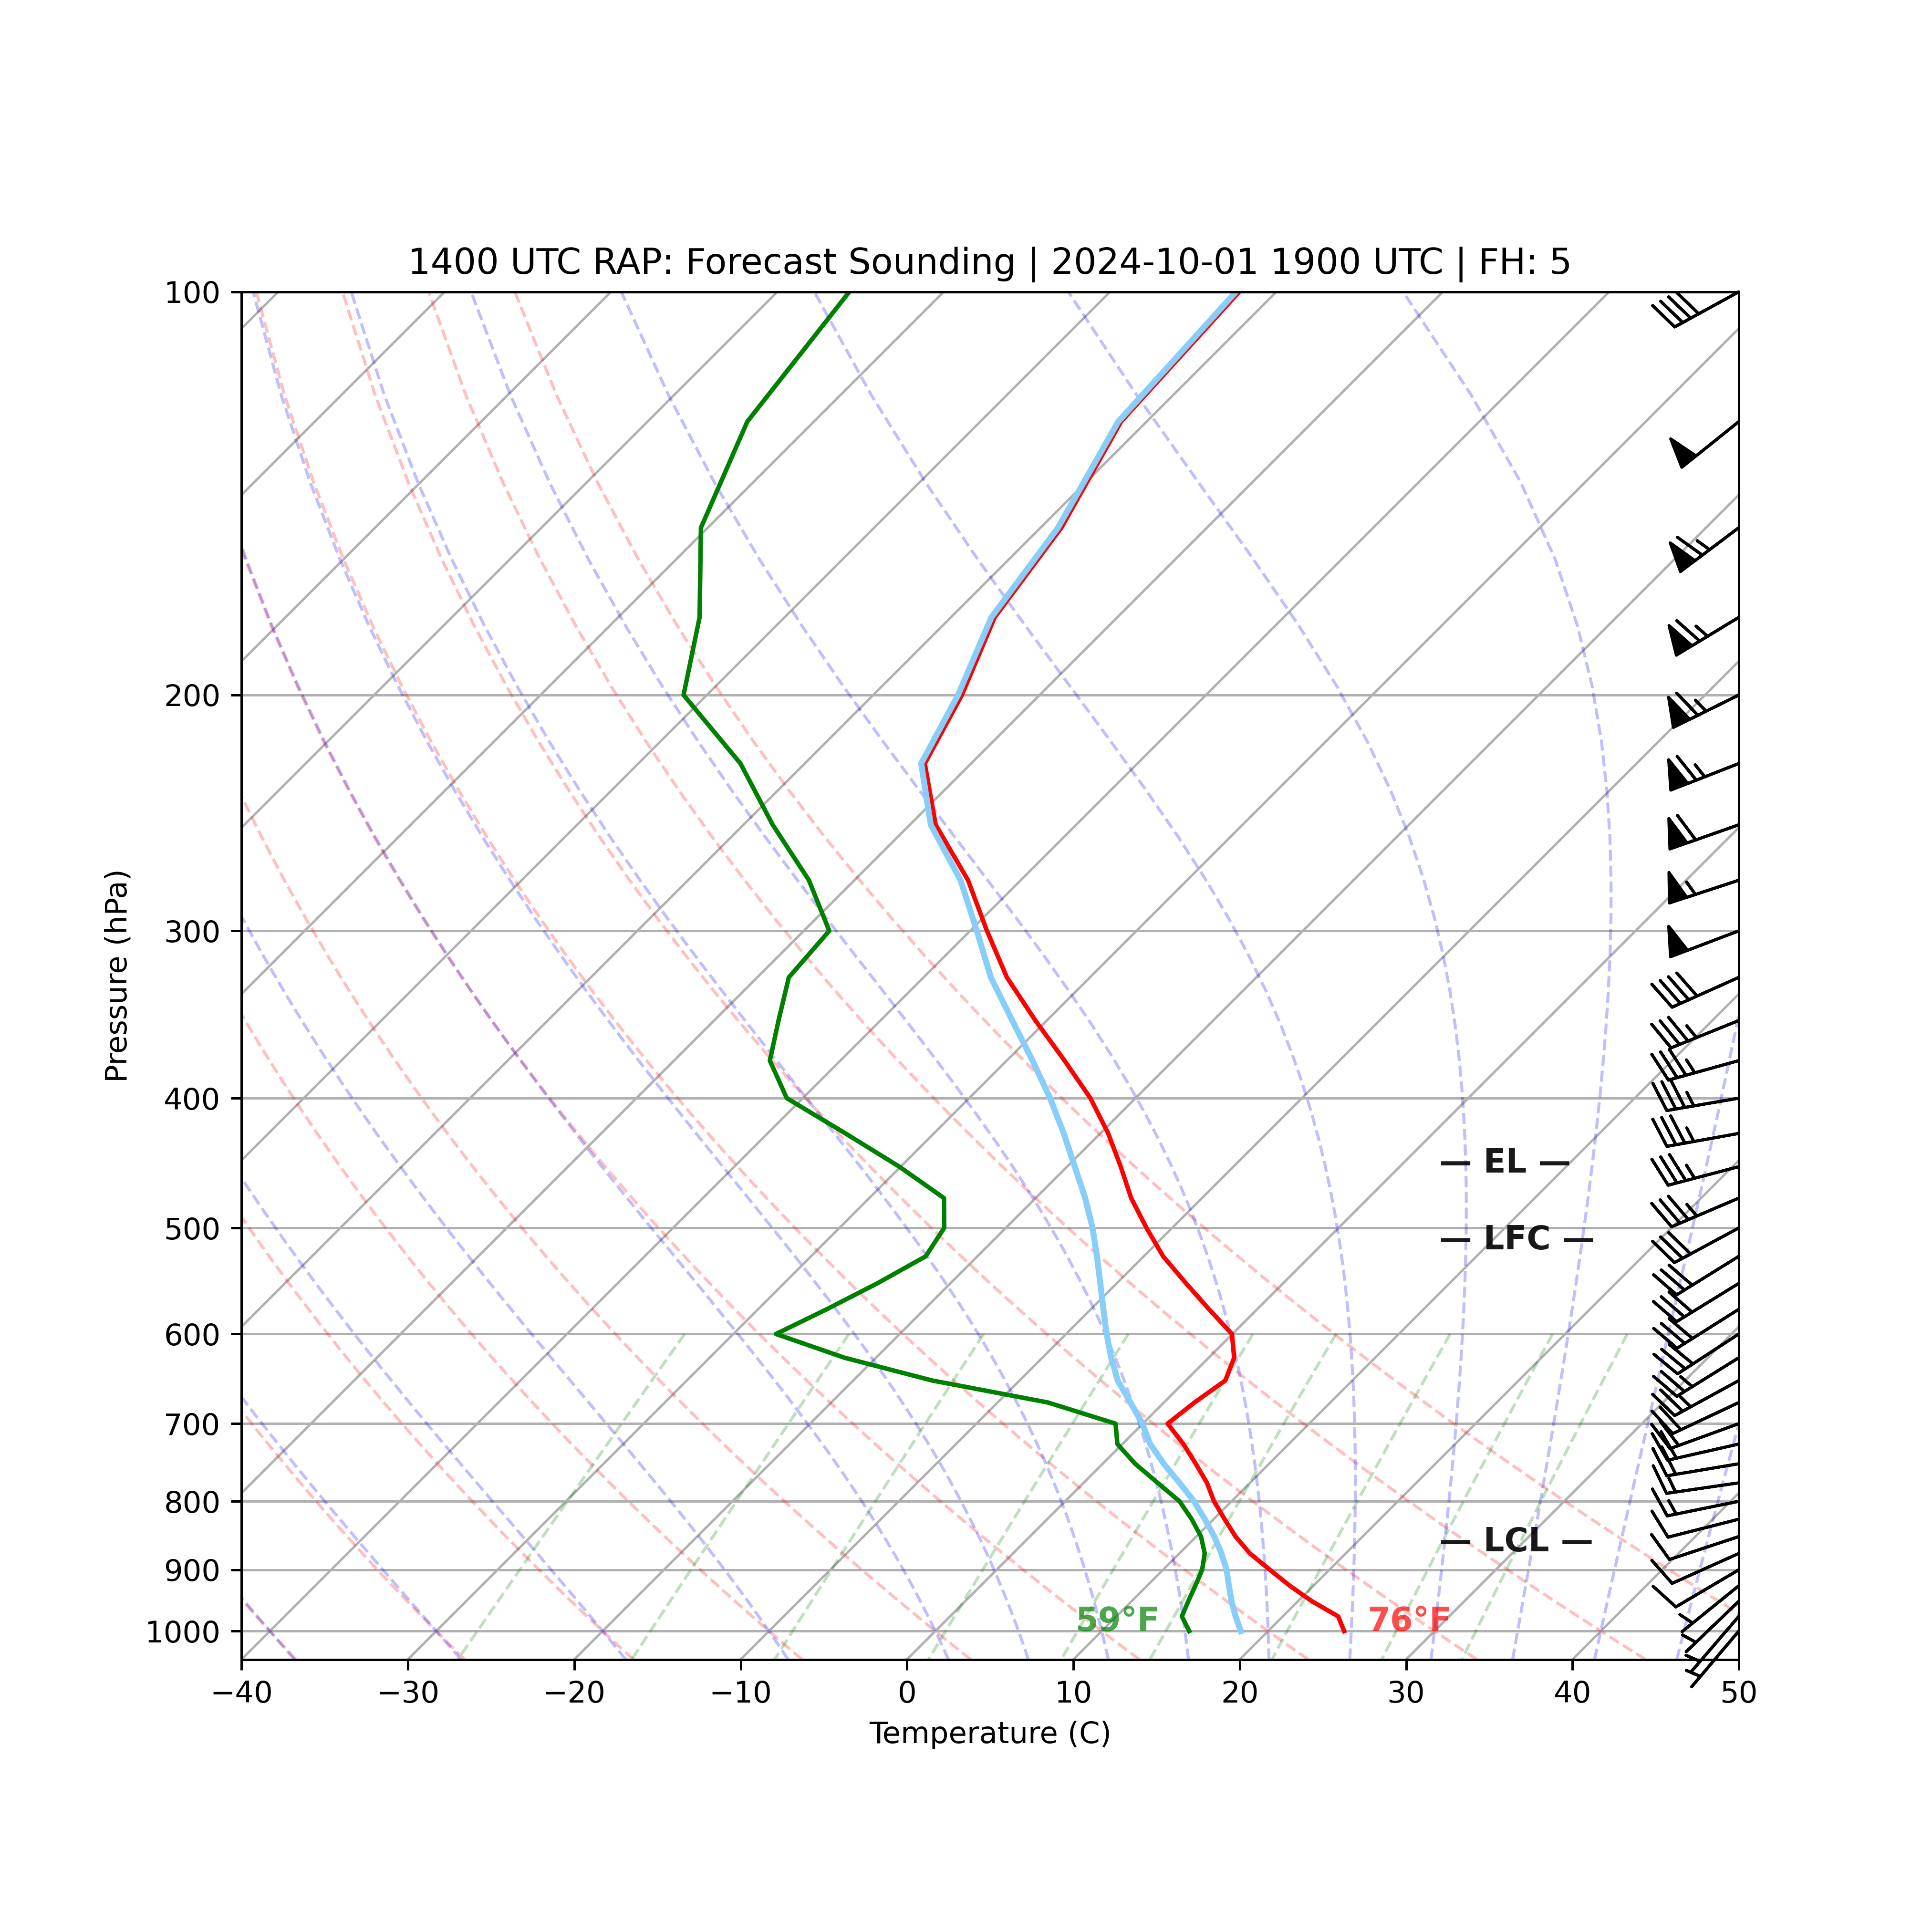 1400 UTC RAP: Forecast Sounding | 2024-10-01 1900 UTC | FH: 5
100
200
300
400
500
600
700
800
900
1000
Pressure (hPa)
— EL —
— LFC —
— LCL —
59°F
76°F
−40 −30 −20 −10 0 10 20 30 40 50
Temperature (C)